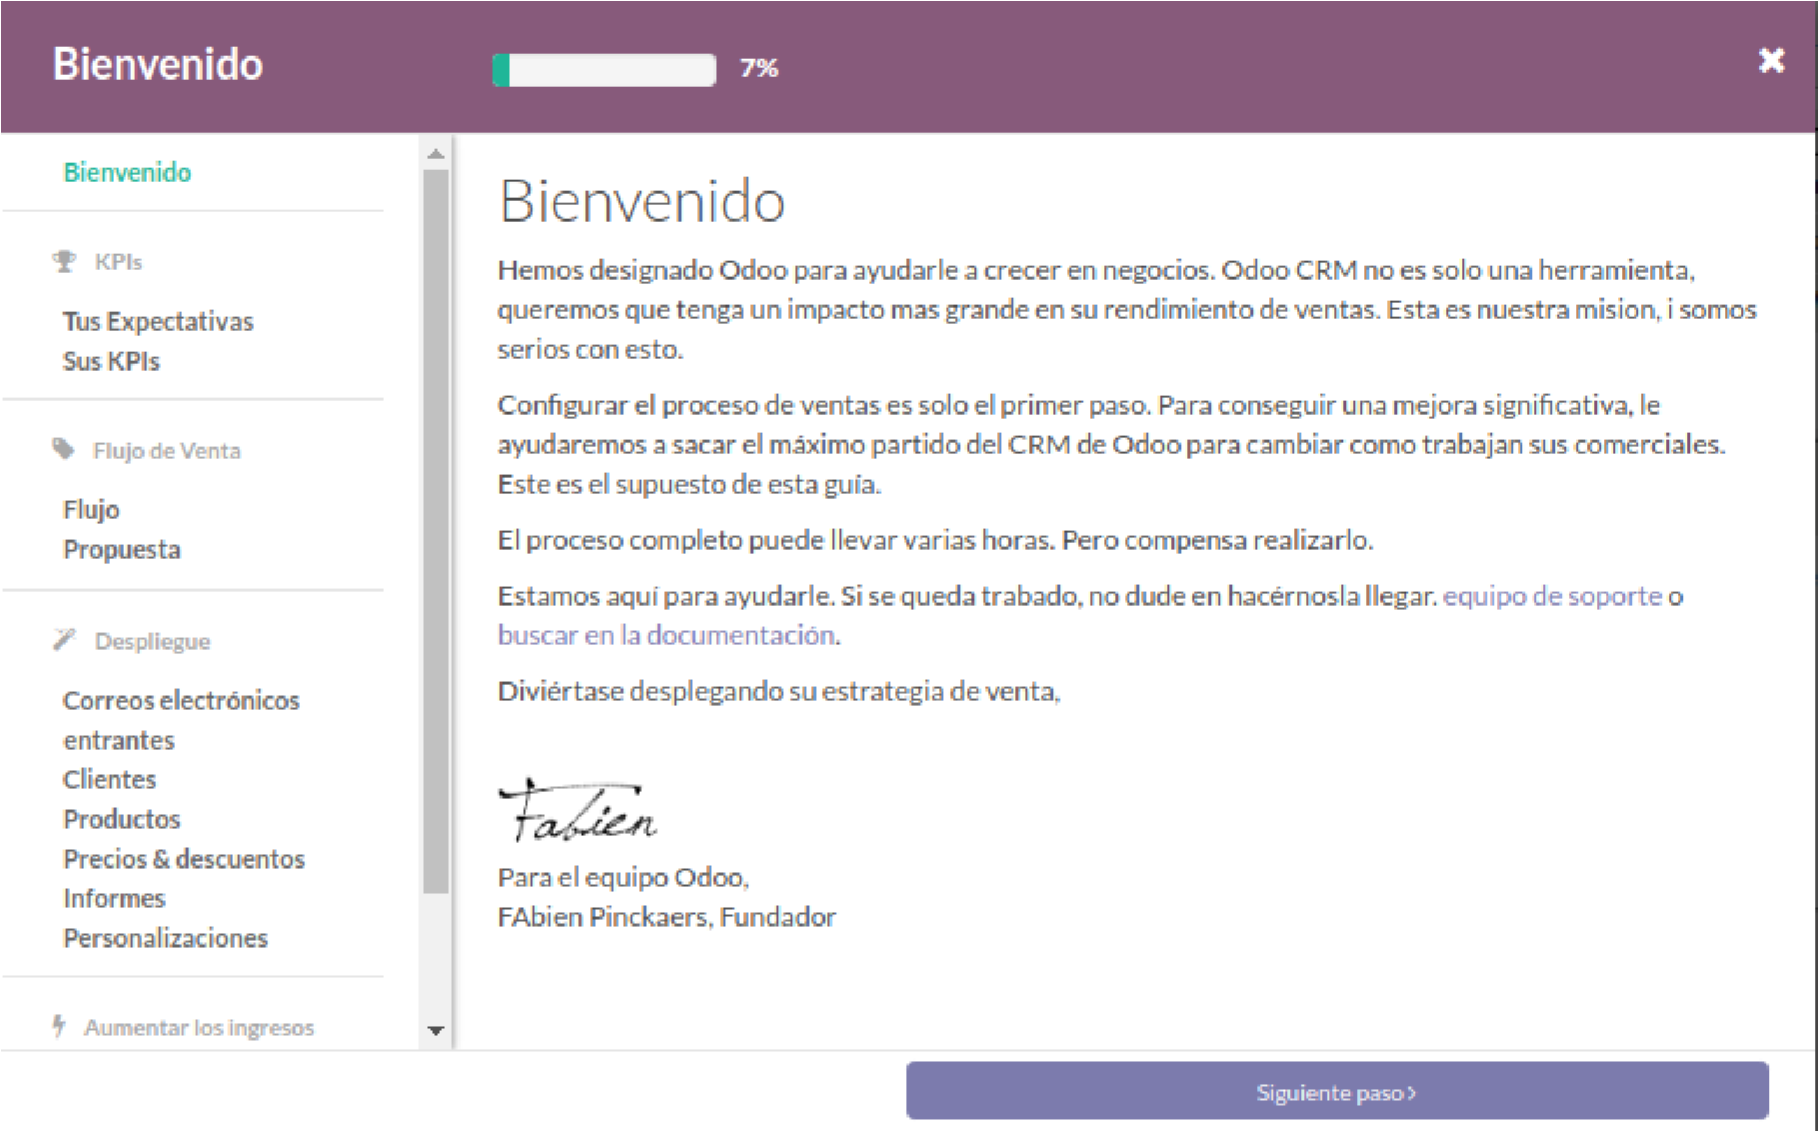 Bienvenido
7%
Bienvenido
KPIs
Tus Expectativas
Sus KPIs
Flujo de Venta
Flujo
Propuesta
Despliegue
Correos electrónicos
entrantes
Clientes
Productos
Precios & descuentos
Informes
Personalizaciones
Aumentar los ingresos
Bienvenido
Hemos designado Odoo para ayudarle a crecer en negocios. Odoo CRM no es solo una herramienta,
queremos que tenga un impacto mas grande en su rendimiento de ventas. Esta es nuestra mision, i somos
serios con esto.
Configurar el proceso de ventas es solo el primer paso. Para conseguir una mejora significativa, le
ayudaremos a sacar el máximo partido del CRM de Odoo para cambiar como trabajan sus comerciales.
Este es el supuesto de esta guía.
El proceso completo puede llevar varias horas. Pero compensa realizarlo.
Estamos aquí para ayudarle. Si se queda trabado, no dude en hacérnosla llegar. equipo de soporte o
buscar en la documentación.
Diviértase desplegando su estrategia de venta,
Fabien
Para el equipo Odoo,
FAbien Pinckaers, Fundador
Siguiente paso >